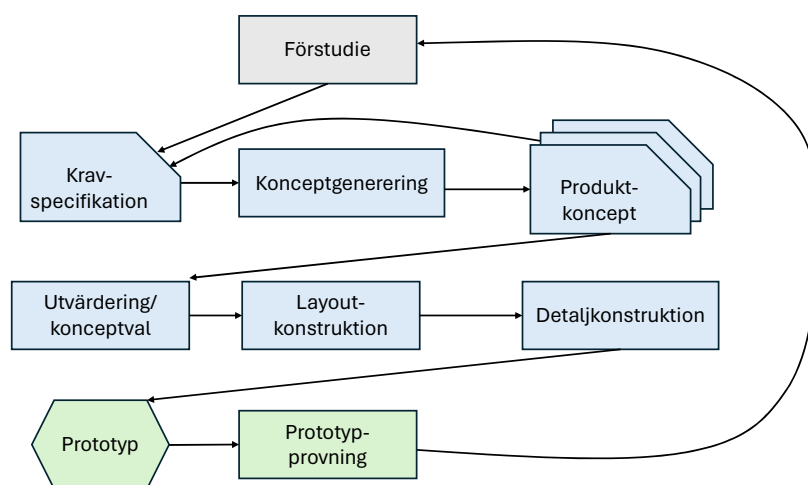 Förstudie
Krav-
specifikation
Konceptgenerering
Produkt-
koncept
Utvärdering/
konceptval
Layout-
konstruktion
Detaljkonstruktion
Prototyp
Prototyp-
provning